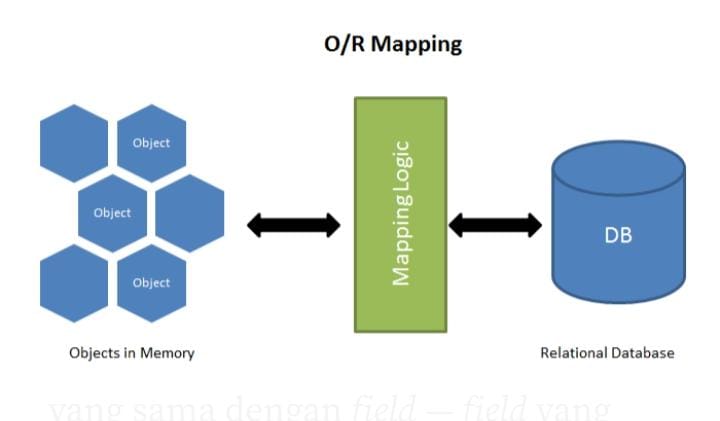 O/R Mapping
Object
Object
Object
Mapping Logic
DB
Objects in Memory
Relational Database
yang sama dengan field — field yang